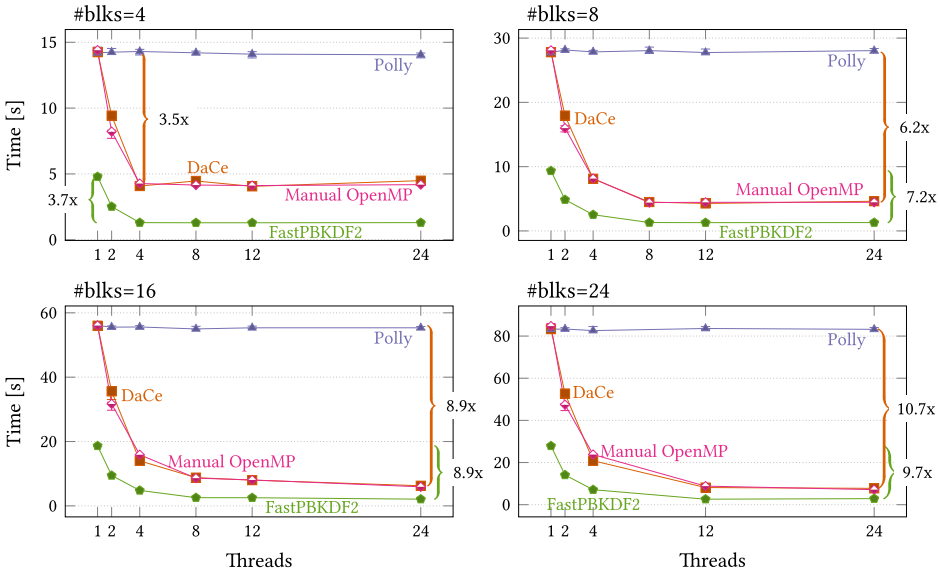 #blks=4
Time [s]
15
10
5
0
Polly
3.5x
DaCe
Manual OpenMP
3.7x
FastPBKDF2
1 2 4 8 12 24
#blks=8
30
20
10
0
Polly
DaCe
6.2x
Manual OpenMP
7.2x
FastPBKDF2
1 2 4 8 12 24
#blks=16
Time [s]
60
40
20
0
Polly
DaCe
8.9x
Manual OpenMP
8.9x
FastPBKDF2
1 2 4 8 12 24
Threads
#blks=24
80
60
40
20
0
Polly
DaCe
10.7x
Manual OpenMP
9.7x
FastPBKDF2
1 2 4 12 24
Threads